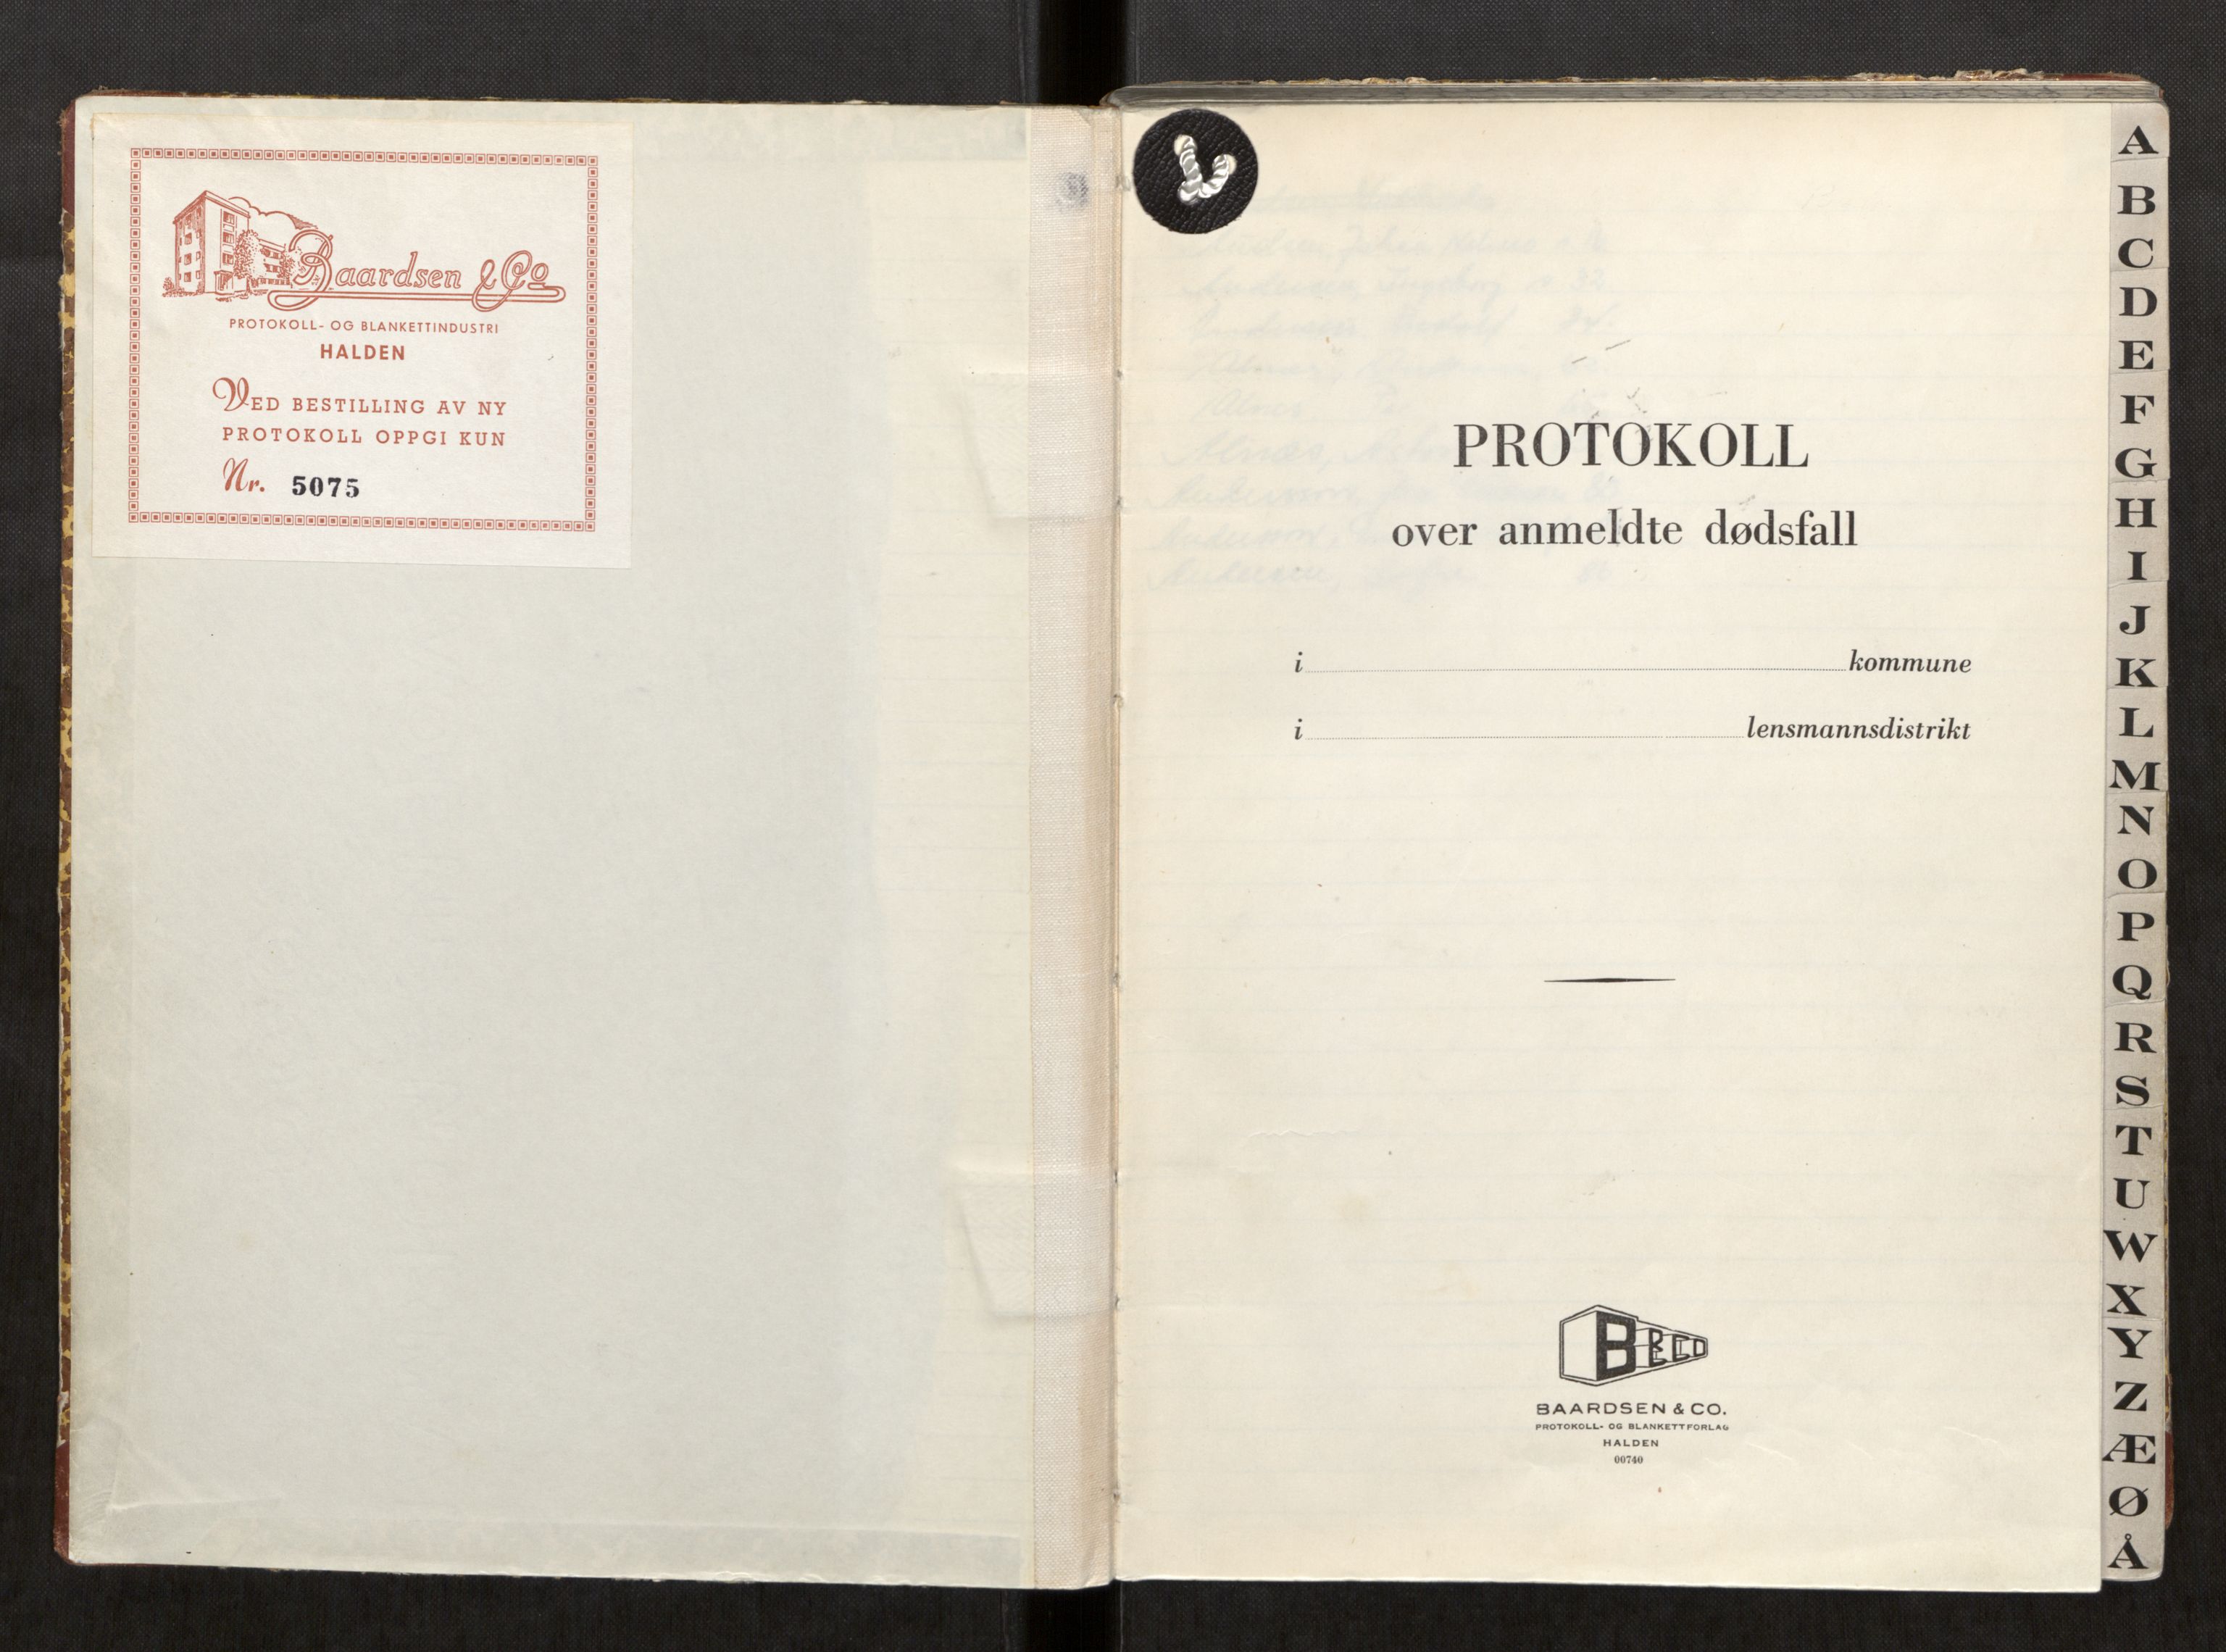 Baardsen & Co
PROTOKOLL- OG BLANKETTINDUSTRI
HALDEN
VED BESTILLING AV NY
PROTOKOLL OPPGI KUN
Nr. 5075
PROTOKOLL
over anmeldte dødsfall
i kommune
i lensmannsdistrikt
B B&CO
BAARDSEN & CO.
PROTOKOLL- OG BLANKETTFORLAG
HALDEN
00740
A
B
C
D
E
F
G
H
I
J
K
L
M
N
O
P
Q
R
S
T
U
W
X
Y
Z
Æ
Ø
Å